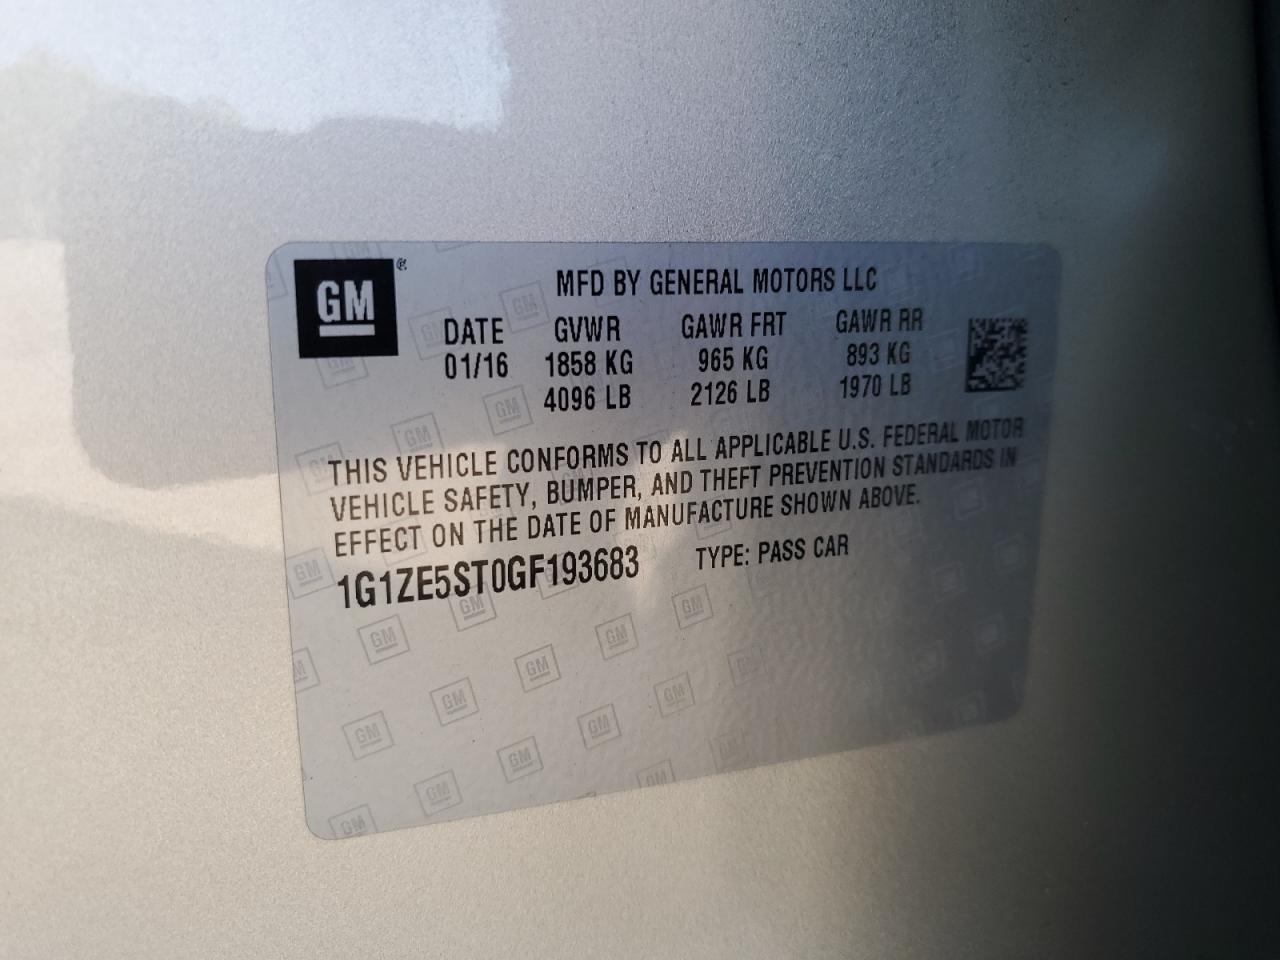 GM
MFD BY GENERAL MOTORS LLC
DATE GVWR GAWR FRT GAWR RR
01/16 1858 KG 965 KG 893 KG
4096 LB 2126 LB 1970 LB
THIS VEHICLE CONFORMS TO ALL APPLICABLE U.S. FEDERAL MOTOR
VEHICLE SAFETY, BUMPER, AND THEFT PREVENTION STANDARDS IN
EFFECT ON THE DATE OF MANUFACTURE SHOWN ABOVE.
1G1ZE5ST0GF193683 TYPE: PASS CAR